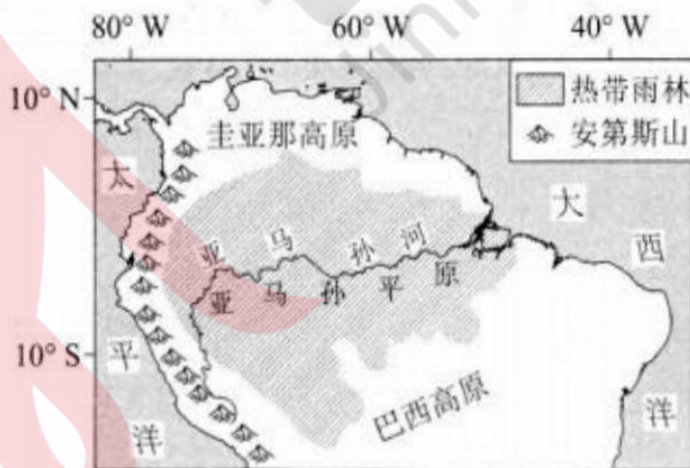 80° W 60° W 40° W
10° N
热带雨林
安第斯山
圭亚那高原
太
大
亚马孙河
西
亚马孙平原
10° S
平
巴西高原
洋
洋